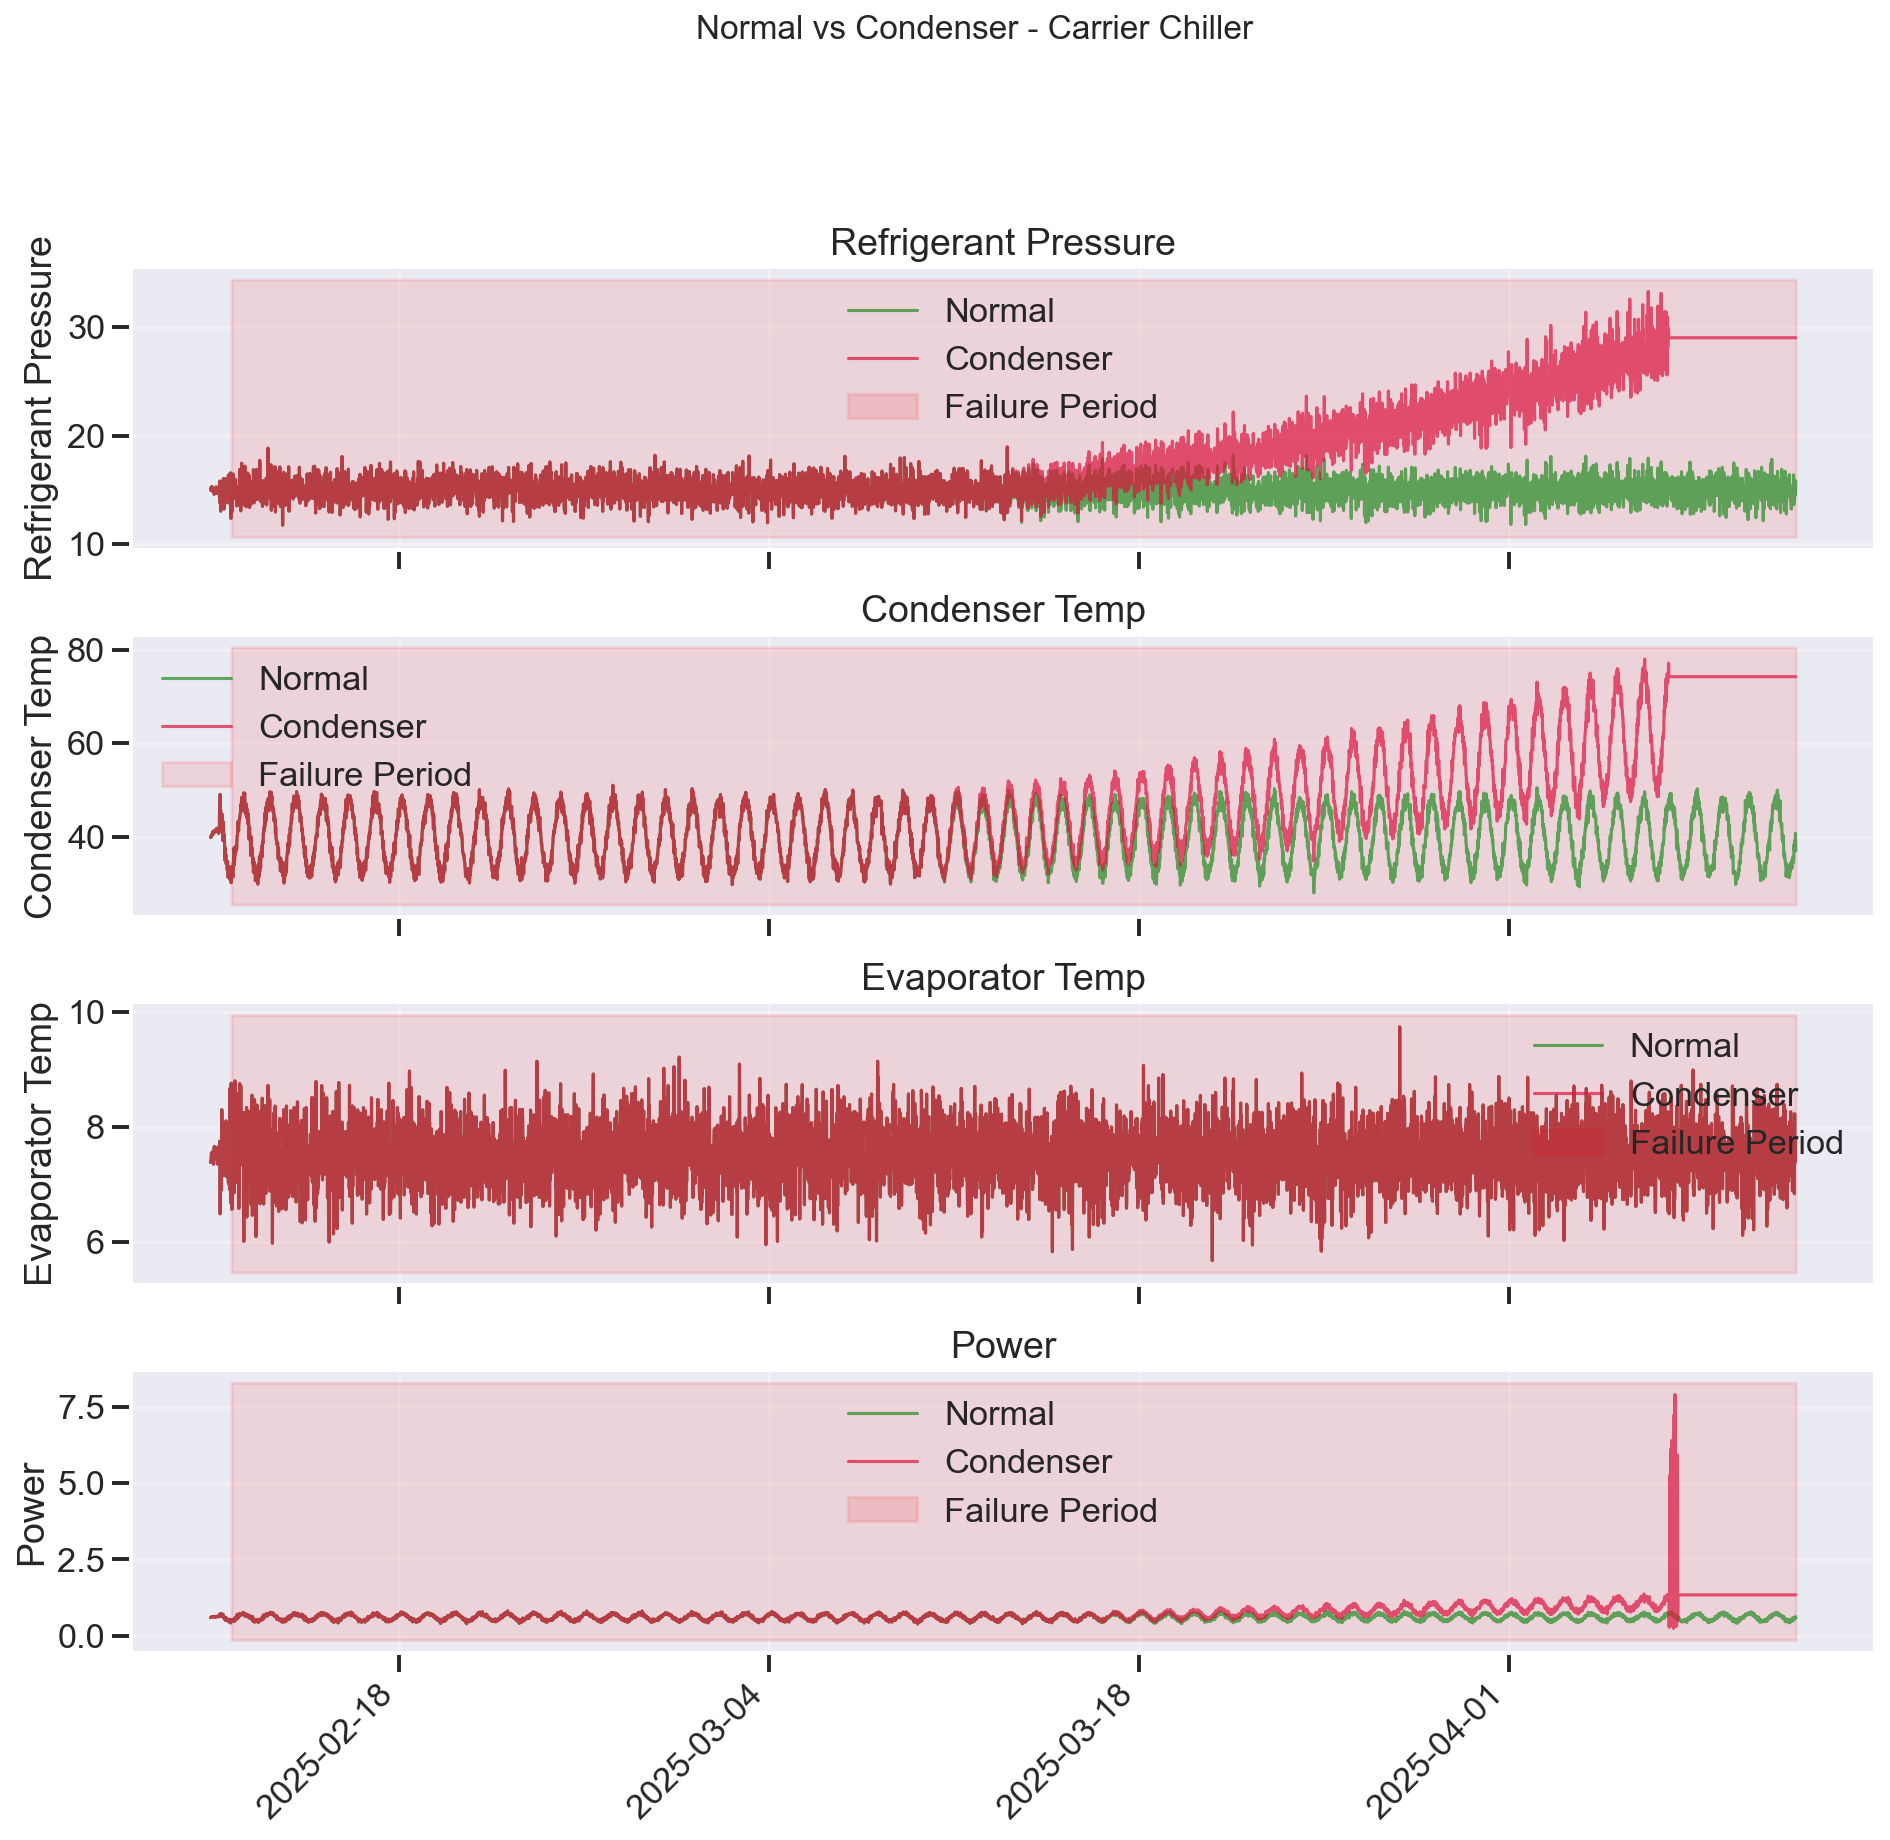 Normal vs Condenser - Carrier Chiller
Refrigerant Pressure
Refrigerant Pressure
30
20
10
Normal
Condenser
Failure Period
Condenser Temp
Condenser Temp
80
60
40
Normal
Condenser
Failure Period
Evaporator Temp
Evaporator Temp
10
8
6
Normal
Condenser
Failure Period
Power
Power
7.5
5.0
2.5
0.0
Normal
Condenser
Failure Period
2025-02-18
2025-03-04
2025-03-18
2025-04-01